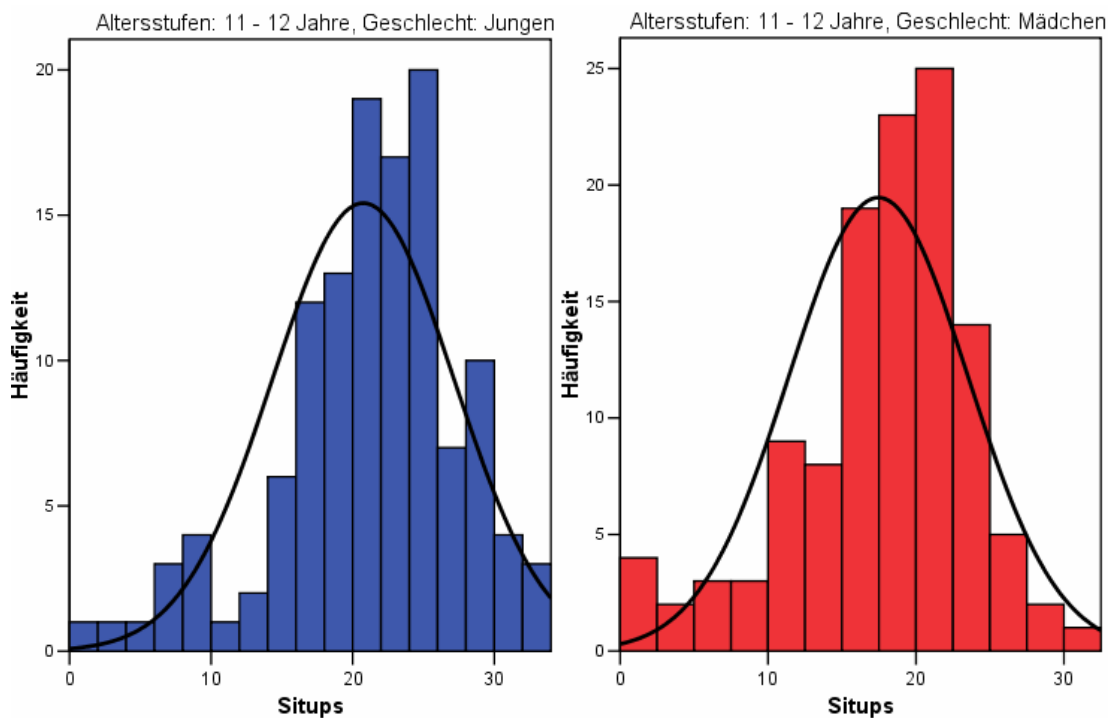 Altersstufen: 11 - 12 Jahre, Geschlecht: Jungen
20
15
10
5
0
Häufigkeit
0 10 20 30
Situps
Altersstufen: 11 - 12 Jahre, Geschlecht: Mädchen
25
20
15
10
5
0
Häufigkeit
0 10 20 30
Situps